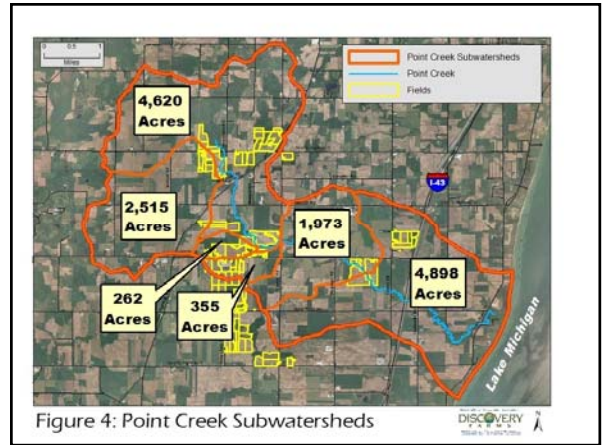 0
0.5
1
Miles
Point Creek Subwatersheds
Point Creek
Fields
4,620
Acres
I-43
2,515
Acres
1,973
Acres
4,898
Acres
262
Acres
355
Acres
Lake Michigan
Figure 4: Point Creek Subwatersheds
DISCOVERY
FARMS
N